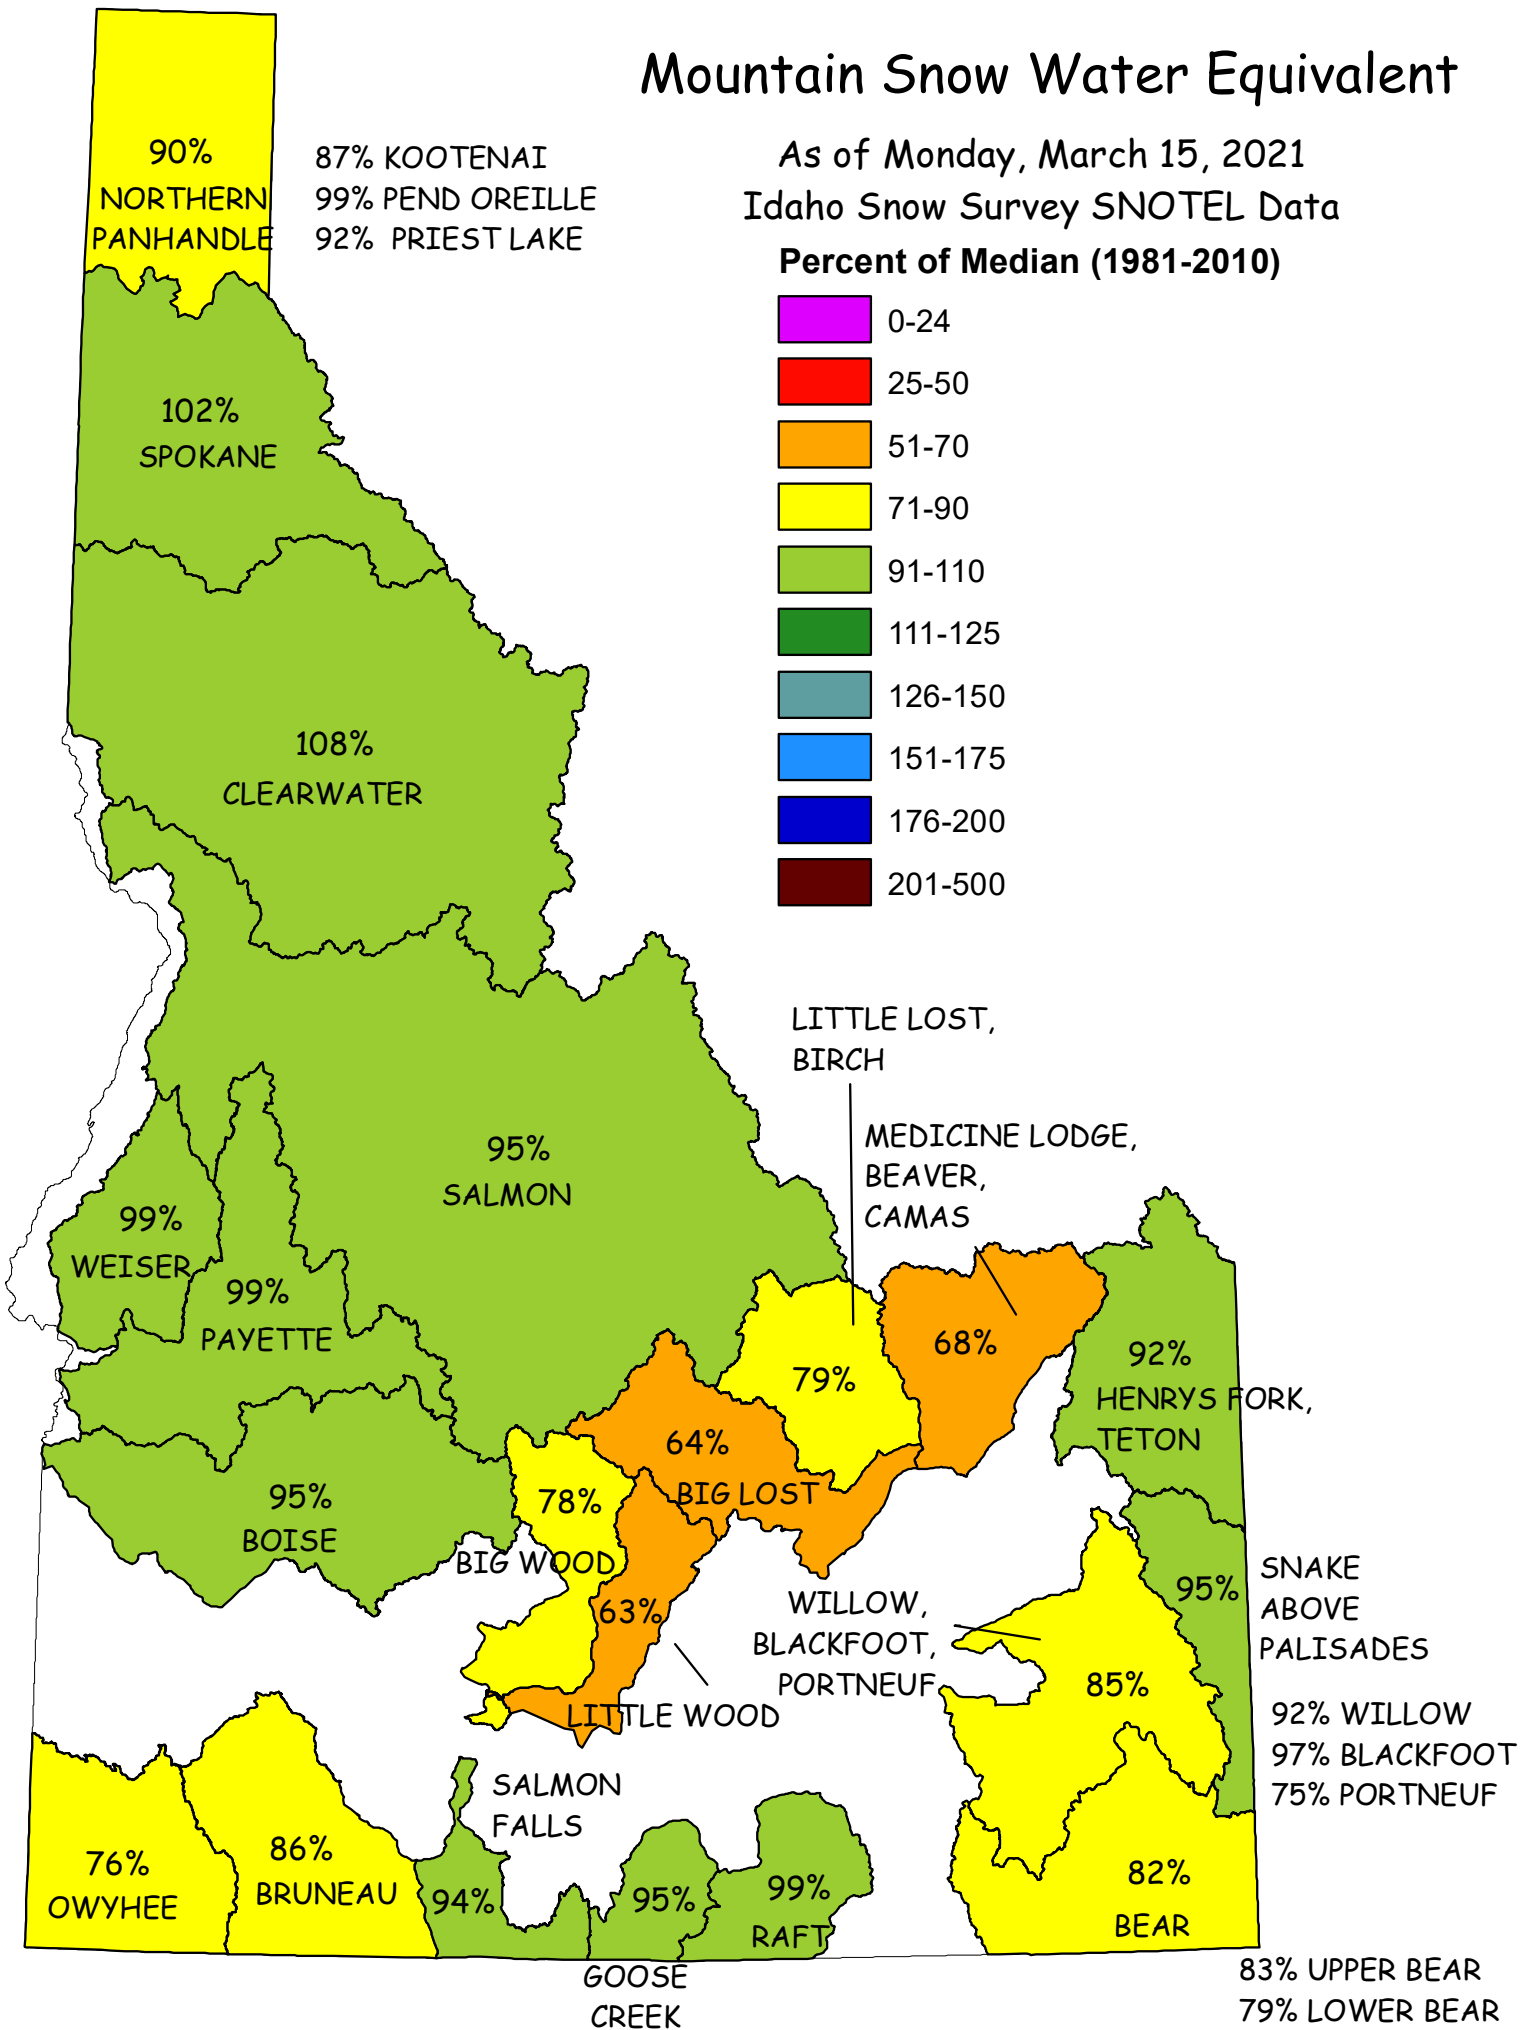 Mountain Snow Water Equivalent
As of Monday, March 15, 2021
Idaho Snow Survey SNOTEL Data
Percent of Median (1981-2010)
0-24
25-50
51-70
71-90
91-110
111-125
126-150
151-175
176-200
201-500
90%
NORTHERN
PANHANDLE
87% KOOTENAI
99% PEND OREILLE
92% PRIEST LAKE
102%
SPOKANE
108%
CLEARWATER
95%
SALMON
99%
WEISER
99%
PAYETTE
LITTLE LOST,
BIRCH
79%
MEDICINE LODGE,
BEAVER,
CAMAS
68%
92%
HENRYS FORK,
TETON
64%
BIG LOST
95%
BOISE
78%
BIG WOOD
63%
LITTLE WOOD
WILLOW,
BLACKFOOT,
PORTNEUF
85%
95%
SNAKE
ABOVE
PALISADES
92% WILLOW
97% BLACKFOOT
75% PORTNEUF
76%
OWYHEE
86%
BRUNEAU
SALMON
FALLS
94%
95%
GOOSE
CREEK
99%
RAFT
82%
BEAR
83% UPPER BEAR
79% LOWER BEAR